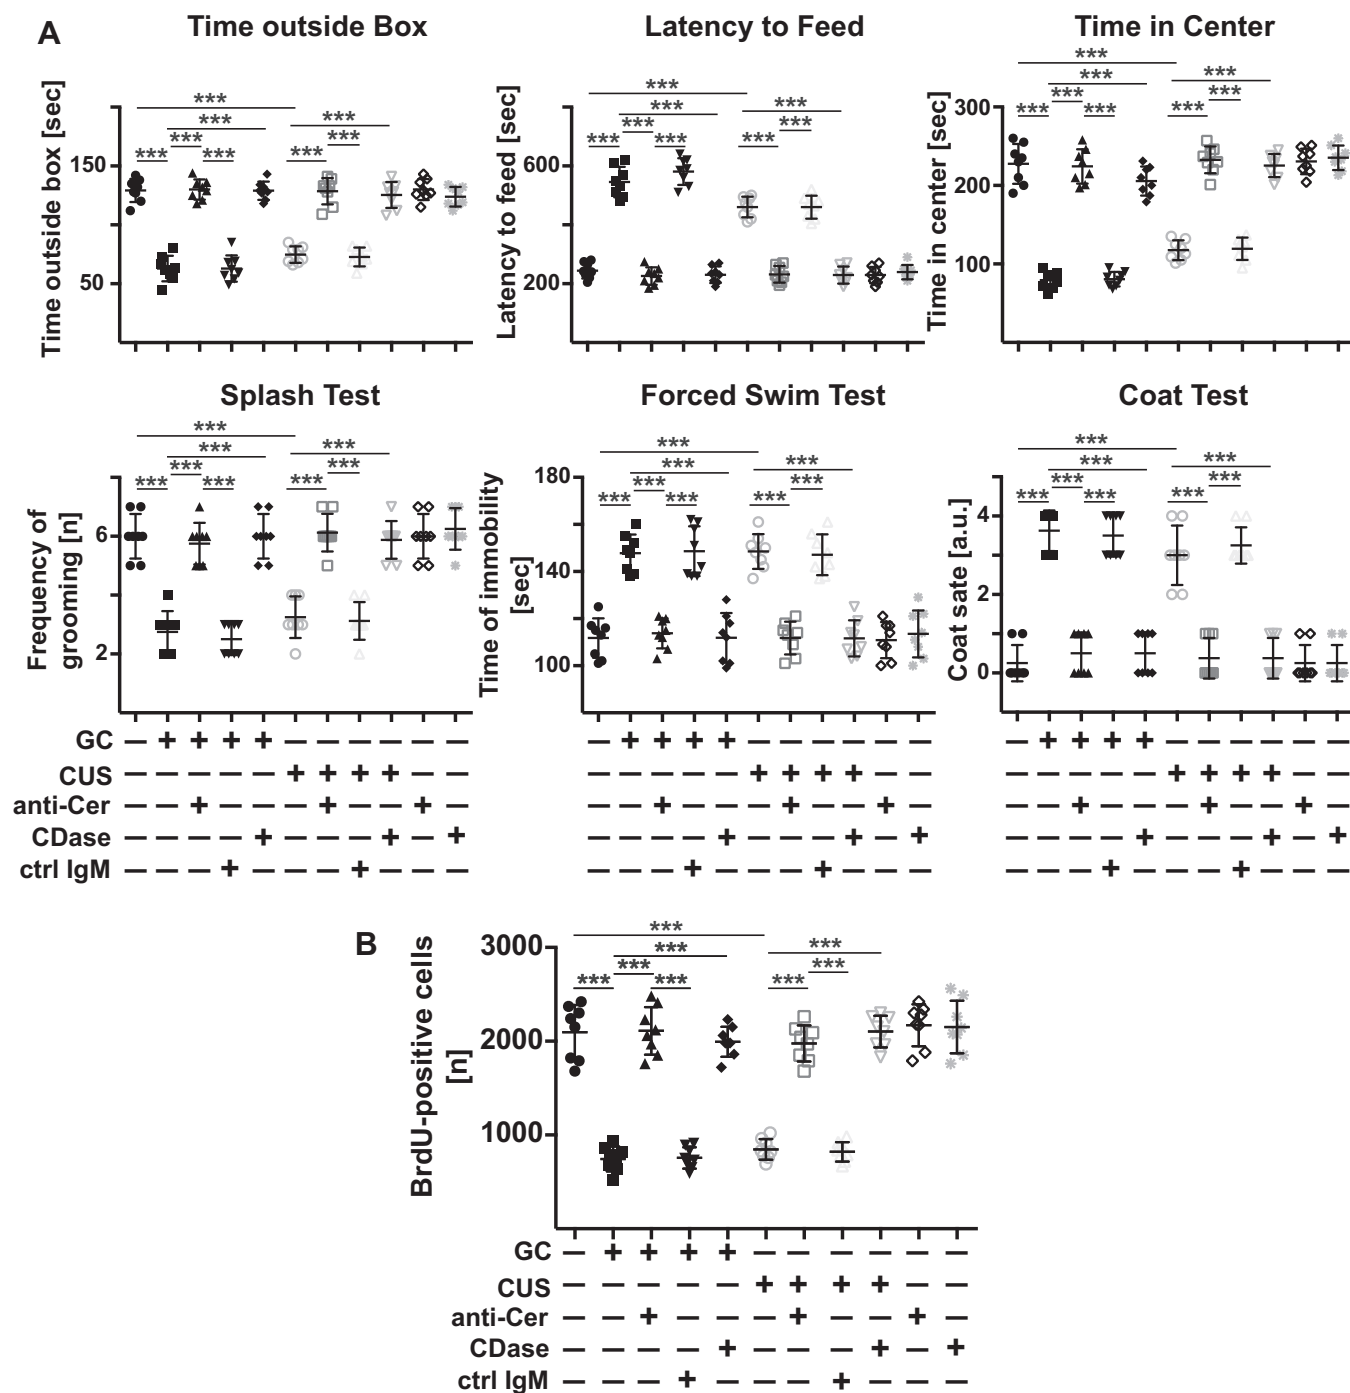 A
Time outside Box
Latency to Feed
Time in Center
Time outside box [sec]
150
50
*** *** *** *** *** *** *** *** ***
Latency to feed [sec]
600
200
*** *** *** *** *** *** *** *** ***
Time in center [sec]
300
200
100
*** *** *** *** *** *** *** *** ***
Splash Test
Forced Swim Test
Coat Test
Frequency of
grooming [n]
8
6
4
2
*** *** *** *** *** *** *** *** ***
Time of immobility
[sec]
180
140
100
*** *** *** *** *** *** *** *** ***
Coat sate [a.u.]
4
2
0
*** *** *** *** *** *** *** *** ***
GC — + + + + — — — — — — — + + + + — — — — — — — + + + + — — — — — —
CUS — — — — — + + + + — — — — — — — + + + + — — — — — — — + + + + — —
anti-Cer — — + — — — + — — + — — — + — — — + — — + — — — + — — — + — — + —
CDase — — — — + — — — + — + — — — — + — — — + — + — — — — + — — — + — +
ctrl IgM — — — + — — — + — — — — — — + — — — + — — — — — — + — — — + — — —
B
BrdU-positive cells
[n]
3000
2000
1000
*** *** *** *** *** *** *** *** ***
GC — + + + + — — — — — —
CUS — — — — — + + + + — —
anti-Cer — — + — — — + — — + —
CDase — — — — + — — — + — +
ctrl IgM — — — + — — — + — — —